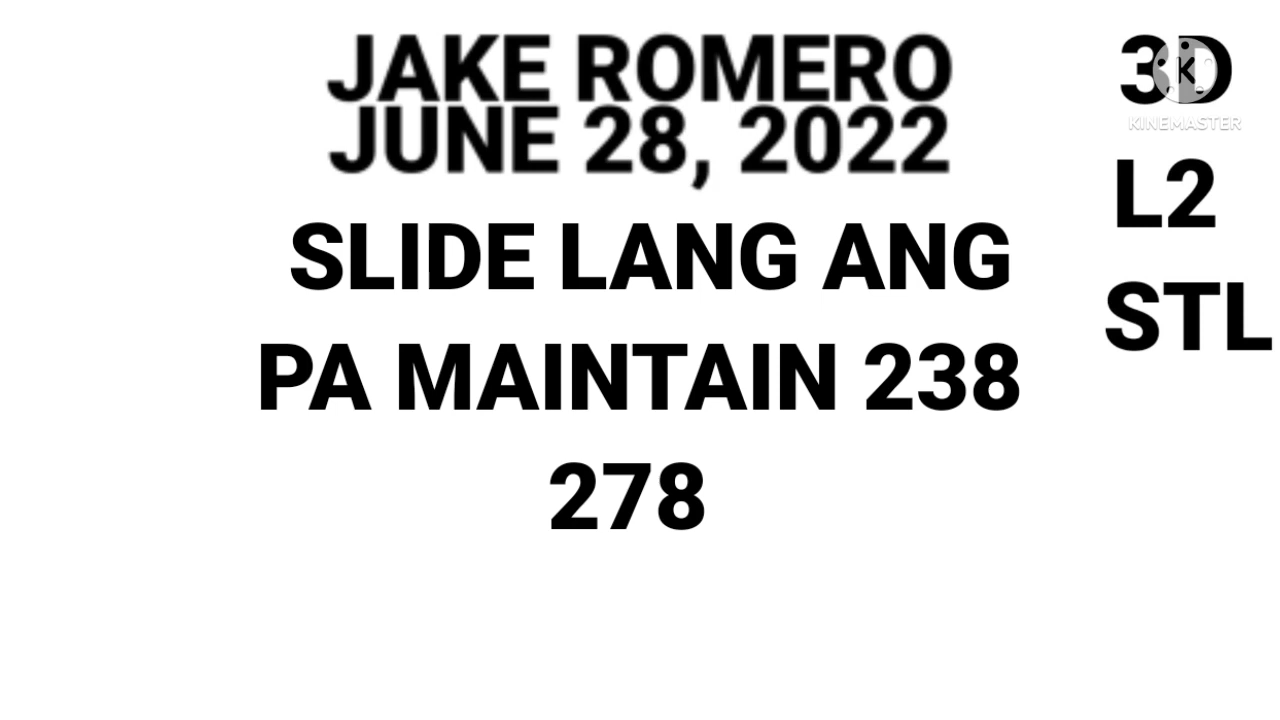 JAKE ROMERO
JUNE 28, 2022
SLIDE LANG ANG
PA MAINTAIN 238
278
3D
K
KINEMASTER
L2
STL